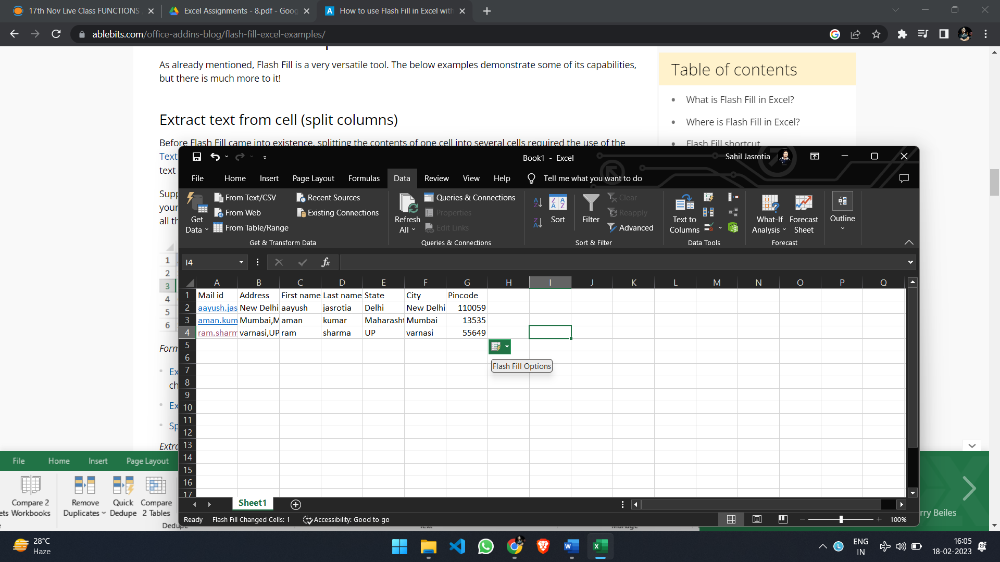 17th Nov Live Class FUNCTIONS
Excel Assignments - 8.pdf - Goog
How to use Flash Fill in Excel with
ablebits.com/office-addins-blog/flash-fill-excel-examples/
As already mentioned, Flash Fill is a very versatile tool. The below examples demonstrate some of its capabilities,
but there is much more to it!
Extract text from cell (split columns)
Before Flash Fill came into existence, splitting the contents of one cell into several cells required the use of the
Text
text
Supp
your
all th
Table of contents
• What is Flash Fill in Excel?
• Where is Flash Fill in Excel?
• Flash Fill shortcut
1
2
3
4
5
6
Form
Ex
ch
Ex
Sp
Extra
Book1 - Excel
Sahil Jasrotia
File Home Insert Page Layout Formulas Data Review View Help Tell me what you want to do
Get Data
From Text/CSV
From Web
From Table/Range
Recent Sources
Existing Connections
Get & Transform Data
Refresh All
Queries & Connections
Properties
Edit Links
Queries & Connections
Sort
Filter
Clear
Reapply
Advanced
Sort & Filter
Text to Columns
Data Tools
What-If Analysis
Forecast Sheet
Forecast
Outline
I4
fx
A B C D E F G H I J K L M N O P Q
1 Mail id Address First name Last name State City Pincode
2 aayush.jas New Delhi aayush jasrotia Delhi New Delhi 110059
3 aman.kum Mumbai,M aman kumar Maharasht Mumbai 13535
4 ram.sharm varnasi,UP ram sharma UP varnasi 55649
5
6
7
8
9
10
11
12
13
14
15
16
17
Flash Fill Options
Sheet1
Ready Flash Fill Changed Cells: 1 Accessibility: Good to go
100%
File Home Insert Page Layout
Compare 2
ets Workbooks
Remove
Duplicates
Quick
Dedupe
Compare
2 Tables
Dedupe
Text
Manage
rry Beiles
28°C
Haze
ENG
IN
16:05
18-02-2023